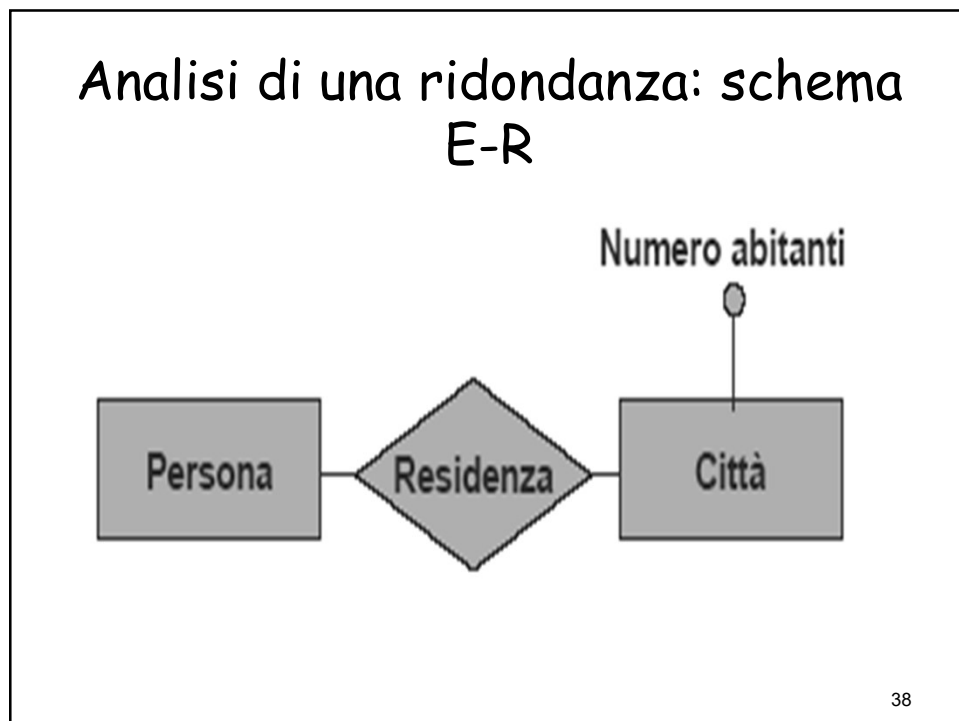 Analisi di una ridondanza: schema
E-R
Numero abitanti
Persona
Residenza
Città
38